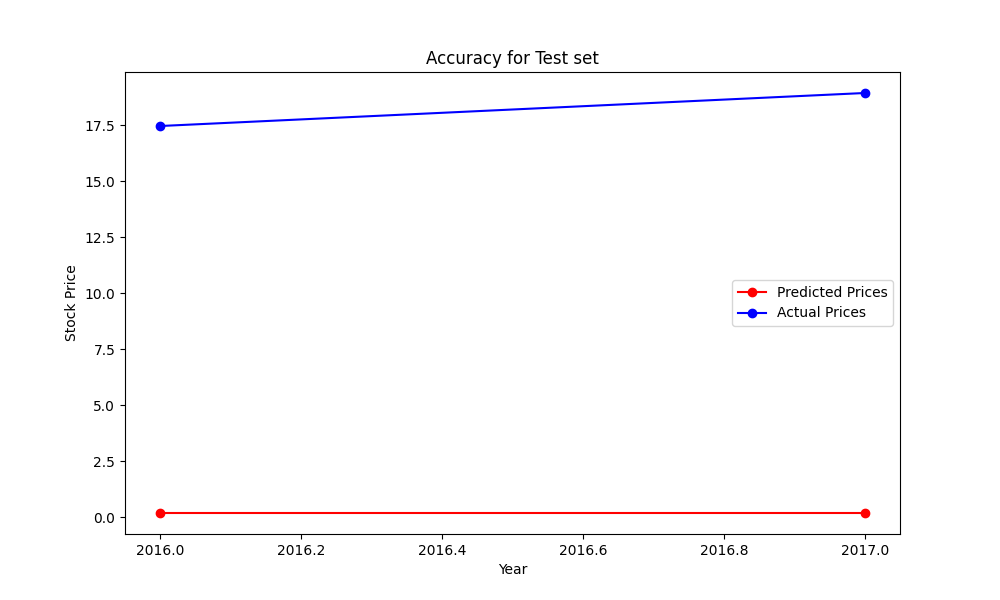 Accuracy for Test set
17.5
15.0
12.5
10.0
7.5
5.0
2.5
0.0
Stock Price
Predicted Prices
Actual Prices
2016.0 2016.2 2016.4 2016.6 2016.8 2017.0
Year